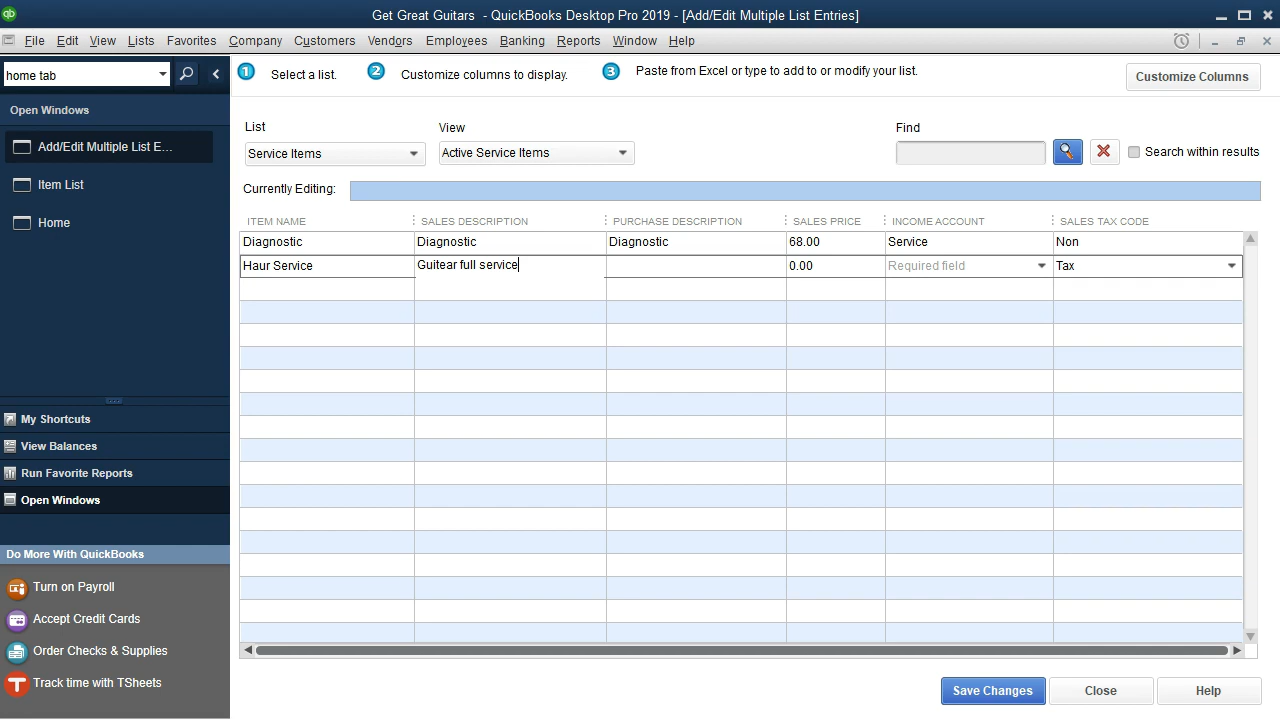 qb
Get Great Guitars - QuickBooks Desktop Pro 2019 - [Add/Edit Multiple List Entries]
File Edit View Lists Favorites Company Customers Vendors Employees Banking Reports Window Help
home tab
1 Select a list. 2 Customize columns to display. 3 Paste from Excel or type to add to or modify your list.
Customize Columns
Open Windows
Add/Edit Multiple List E...
Item List
Home
My Shortcuts
View Balances
Run Favorite Reports
Open Windows
Do More With QuickBooks
Turn on Payroll
Accept Credit Cards
Order Checks & Supplies
Track time with TSheets
List View Find
Service Items Active Service Items Search within results
Currently Editing:
ITEM NAME SALES DESCRIPTION PURCHASE DESCRIPTION SALES PRICE INCOME ACCOUNT SALES TAX CODE
Diagnostic Diagnostic Diagnostic 68.00 Service Non
Haur Service Guitear full service 0.00 Required field Tax
Save Changes Close Help